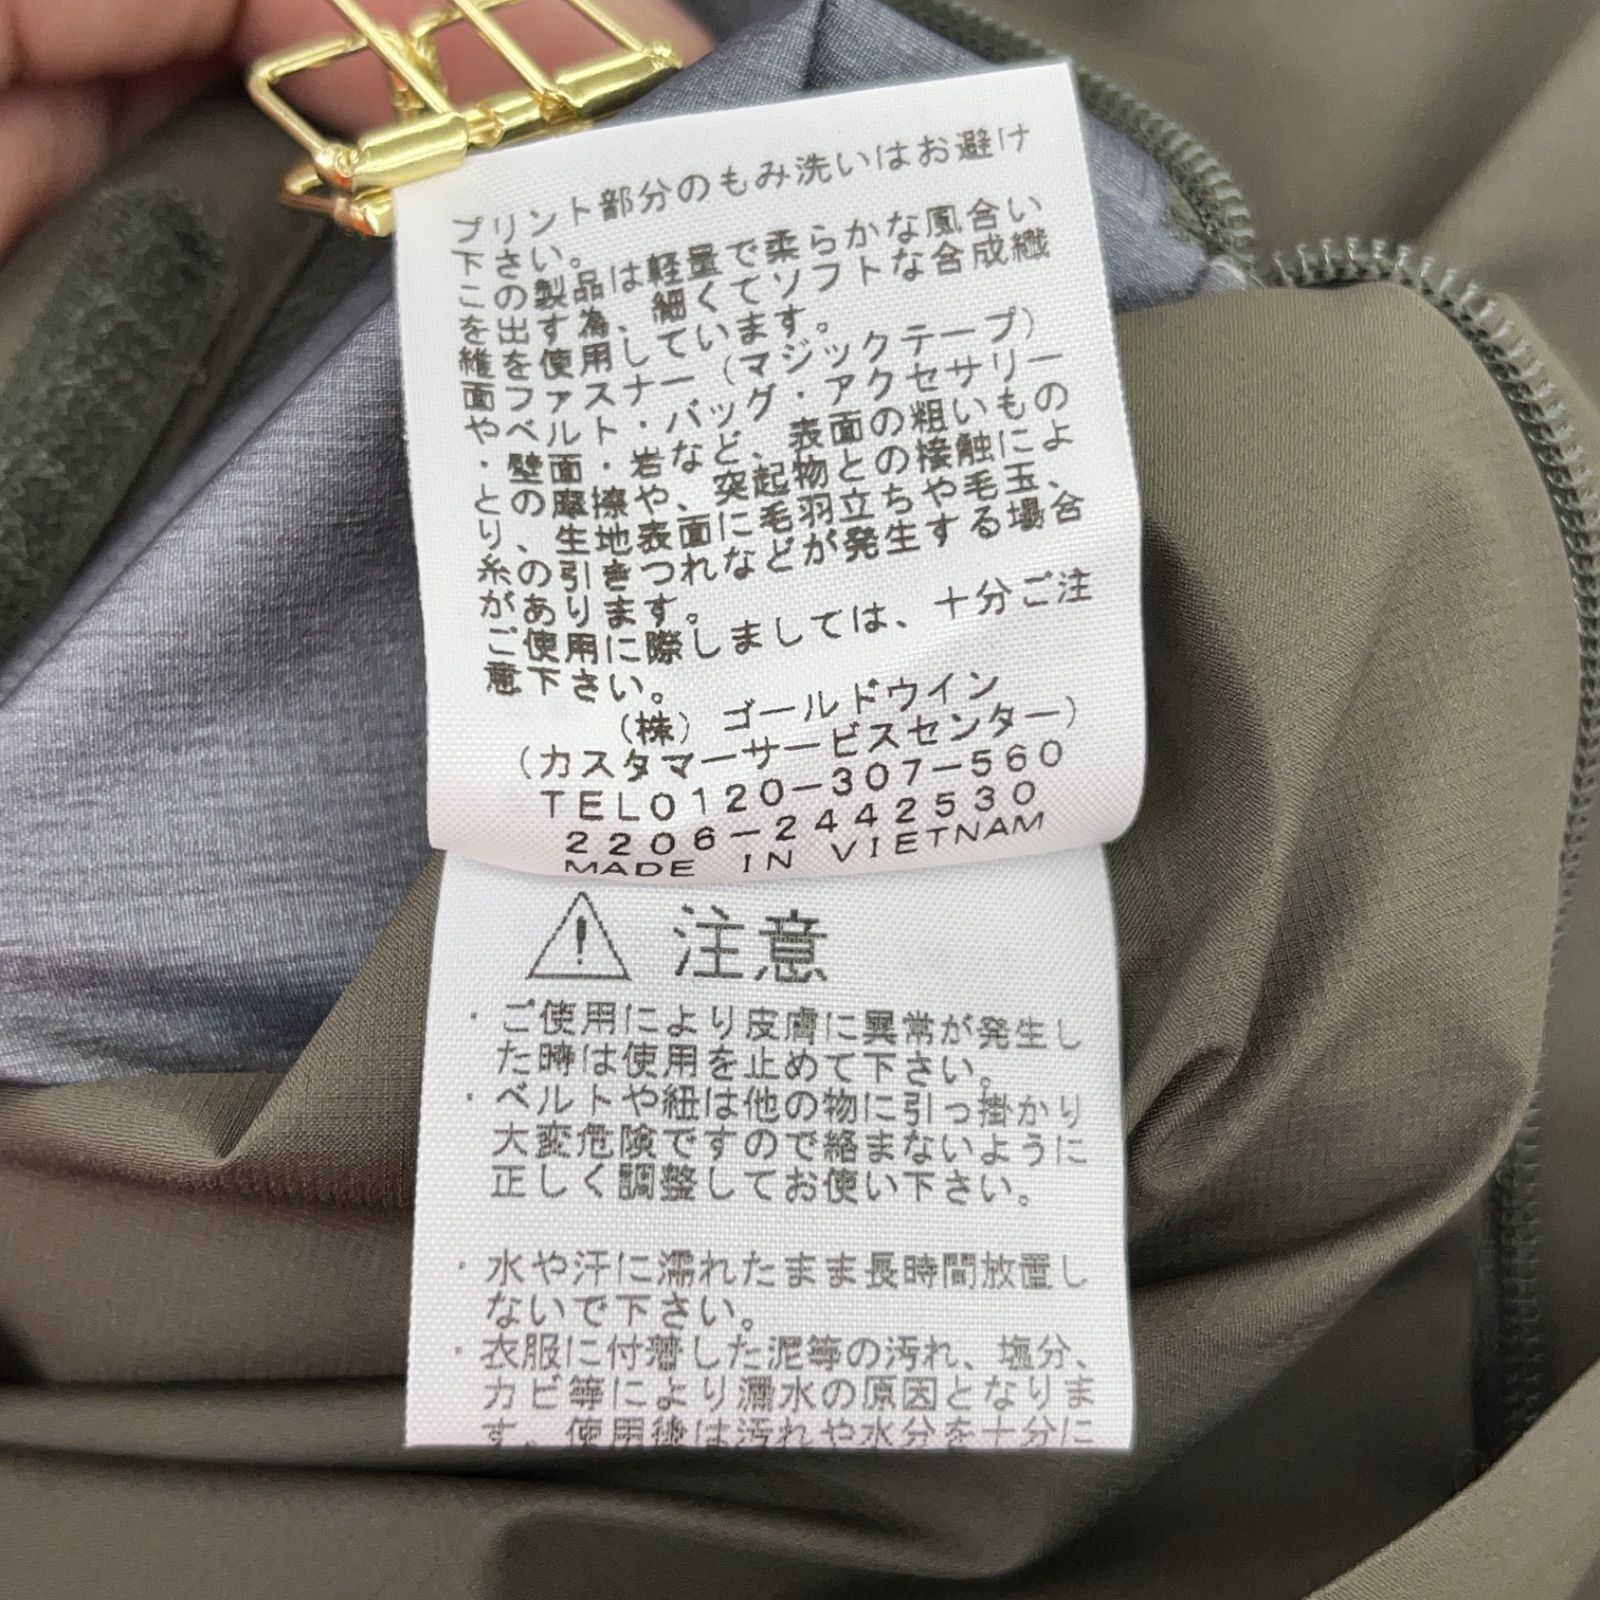 プリント部分のもみ洗いはお避け
下さい。
この製品は軽量で柔らかな風合い
を出す為、細くてソフトな合成繊
維を使用しています。
面ファスナー(マジックテープ)
やベルト・バッグ・アクセサリー
・壁面・岩など、表面の粗いもの
との摩擦や、突起物との接触によ
り、生地表面に毛羽立ちや毛玉、
糸の引きつれなどが発生する場合
があります。
ご使用に際しましては、十分ご注
意下さい。
(株)ゴールドウイン
(カスタマーサービスセンター)
TEL0120-307-560
2206-2442530
MADE IN VIETNAM
注意
・ご使用により皮膚に異常が発生し
た時は使用を止めて下さい。
・ベルトや紐は他の物に引っ掛かり
大変危険ですので絡まないように
正しく調整してお使い下さい。
・水や汗に濡れたまま長時間放置し
ないで下さい。
・衣服に付着した泥等の汚れ、塩分、
カビ等により漏水の原因となりま
す。使用後は汚れや水分を十分に